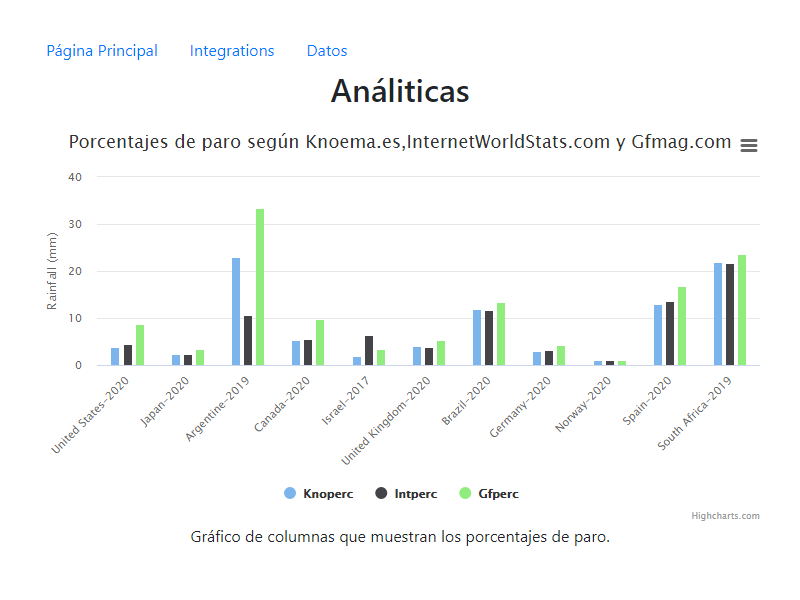 Página Principal Integrations Datos
Análiticas
Porcentajes de paro según Knoema.es,InternetWorldStats.com y Gfmag.com
40
30
20
10
0
Rainfall (mm)
United States-2020
Japan-2020
Argentine-2019
Canada-2020
Israel-2017
United Kingdom-2020
Brazil-2020
Germany-2020
Norway-2020
Spain-2020
South Africa-2019
Knoperc Intperc Gfperc
Highcharts.com
Gráfico de columnas que muestran los porcentajes de paro.